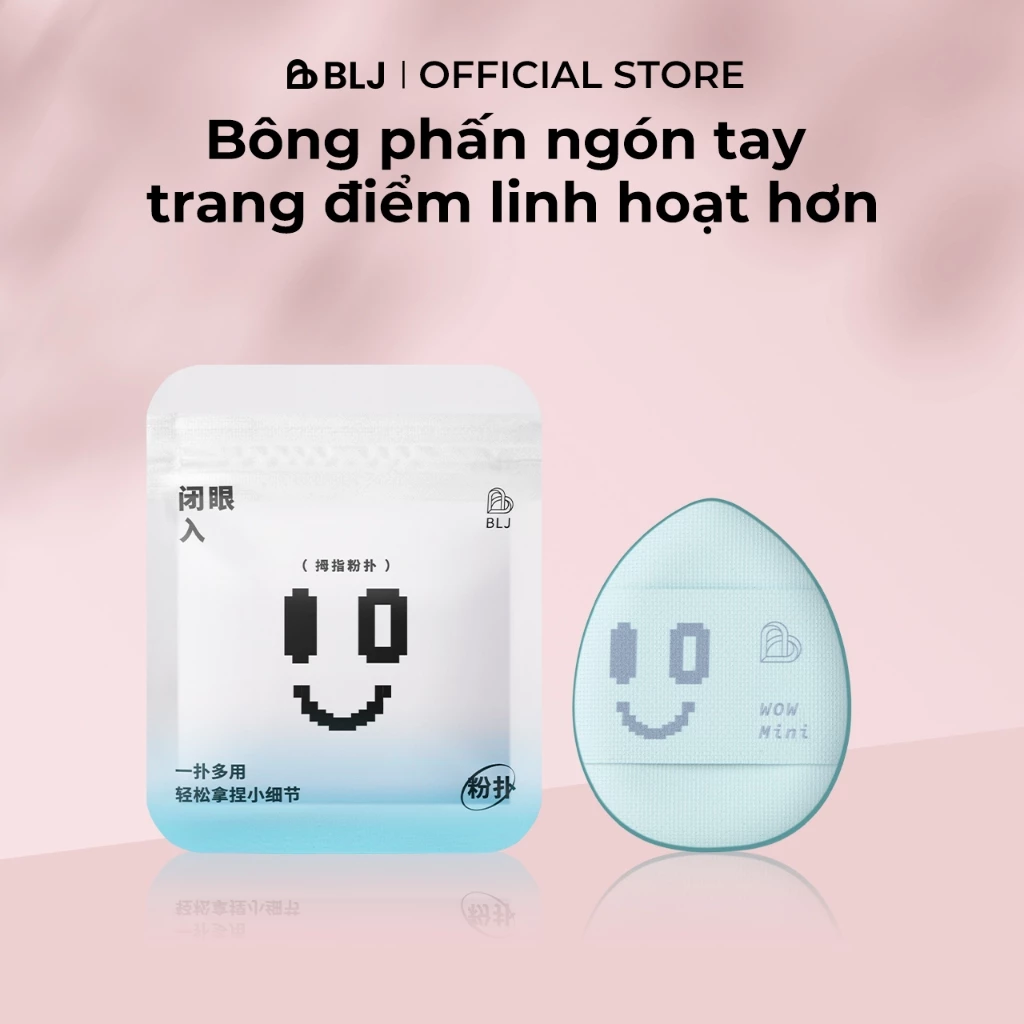 BLJ | OFFICIAL STORE
Bông phấn ngón tay
trang điểm linh hoạt hơn
闭眼
入
BLJ
( 拇指粉扑 )
一扑多用
轻松拿捏小细节
粉扑
WOW
Mini